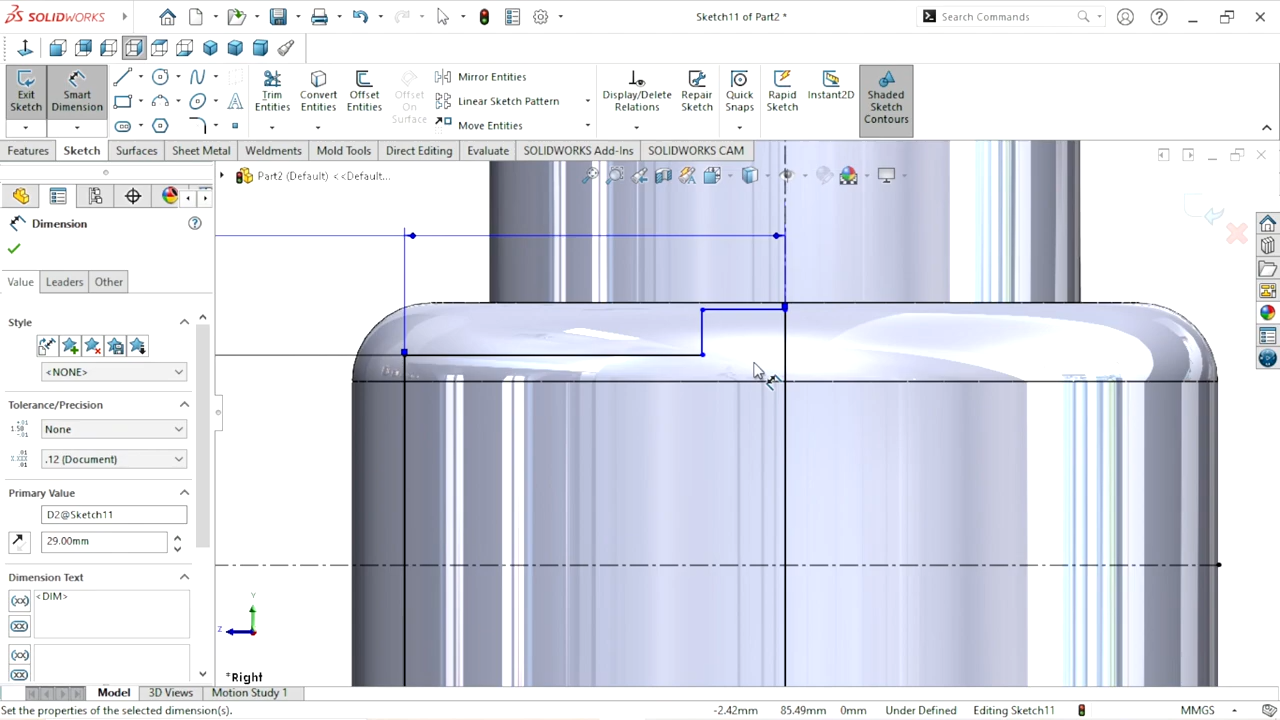 SOLIDWORKS
Sketch11 of Part2 *
Search Commands
Exit Sketch
Smart Dimension
Trim Entities
Convert Entities
Offset Entities
Offset On Surface
Mirror Entities
Linear Sketch Pattern
Move Entities
Display/Delete Relations
Repair Sketch
Quick Snaps
Rapid Sketch
Instant2D
Shaded Sketch Contours
Features
Sketch
Surfaces
Sheet Metal
Weldments
Mold Tools
Direct Editing
Evaluate
SOLIDWORKS Add-Ins
SOLIDWORKS CAM
Part2 (Default) <<Default...
Dimension
Value
Leaders
Other
Style
<NONE>
Tolerance/Precision
None
.12 (Document)
Primary Value
D2@Sketch11
29.00mm
Dimension Text
<DIM>
Y
Z
*Right
Model
3D Views
Motion Study 1
Set the properties of the selected dimension(s).
-2.42mm
85.49mm
0mm
Under Defined
Editing Sketch11
MMGS